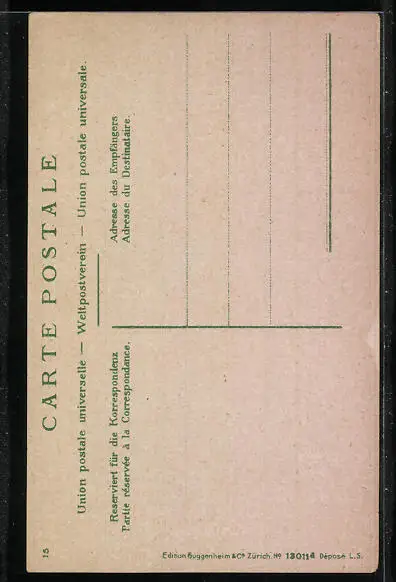 CARTE POSTALE
Union postale universelle — Weltpostverein — Union postale universale.
Reserviert für die Korrespondenz
Partie réservée à la Correspondance.
Adresse des Empfängers
Adresse du Destinataire.
15
Edition Guggenheim & Co Zürich. No 13011a Déposé L.S.